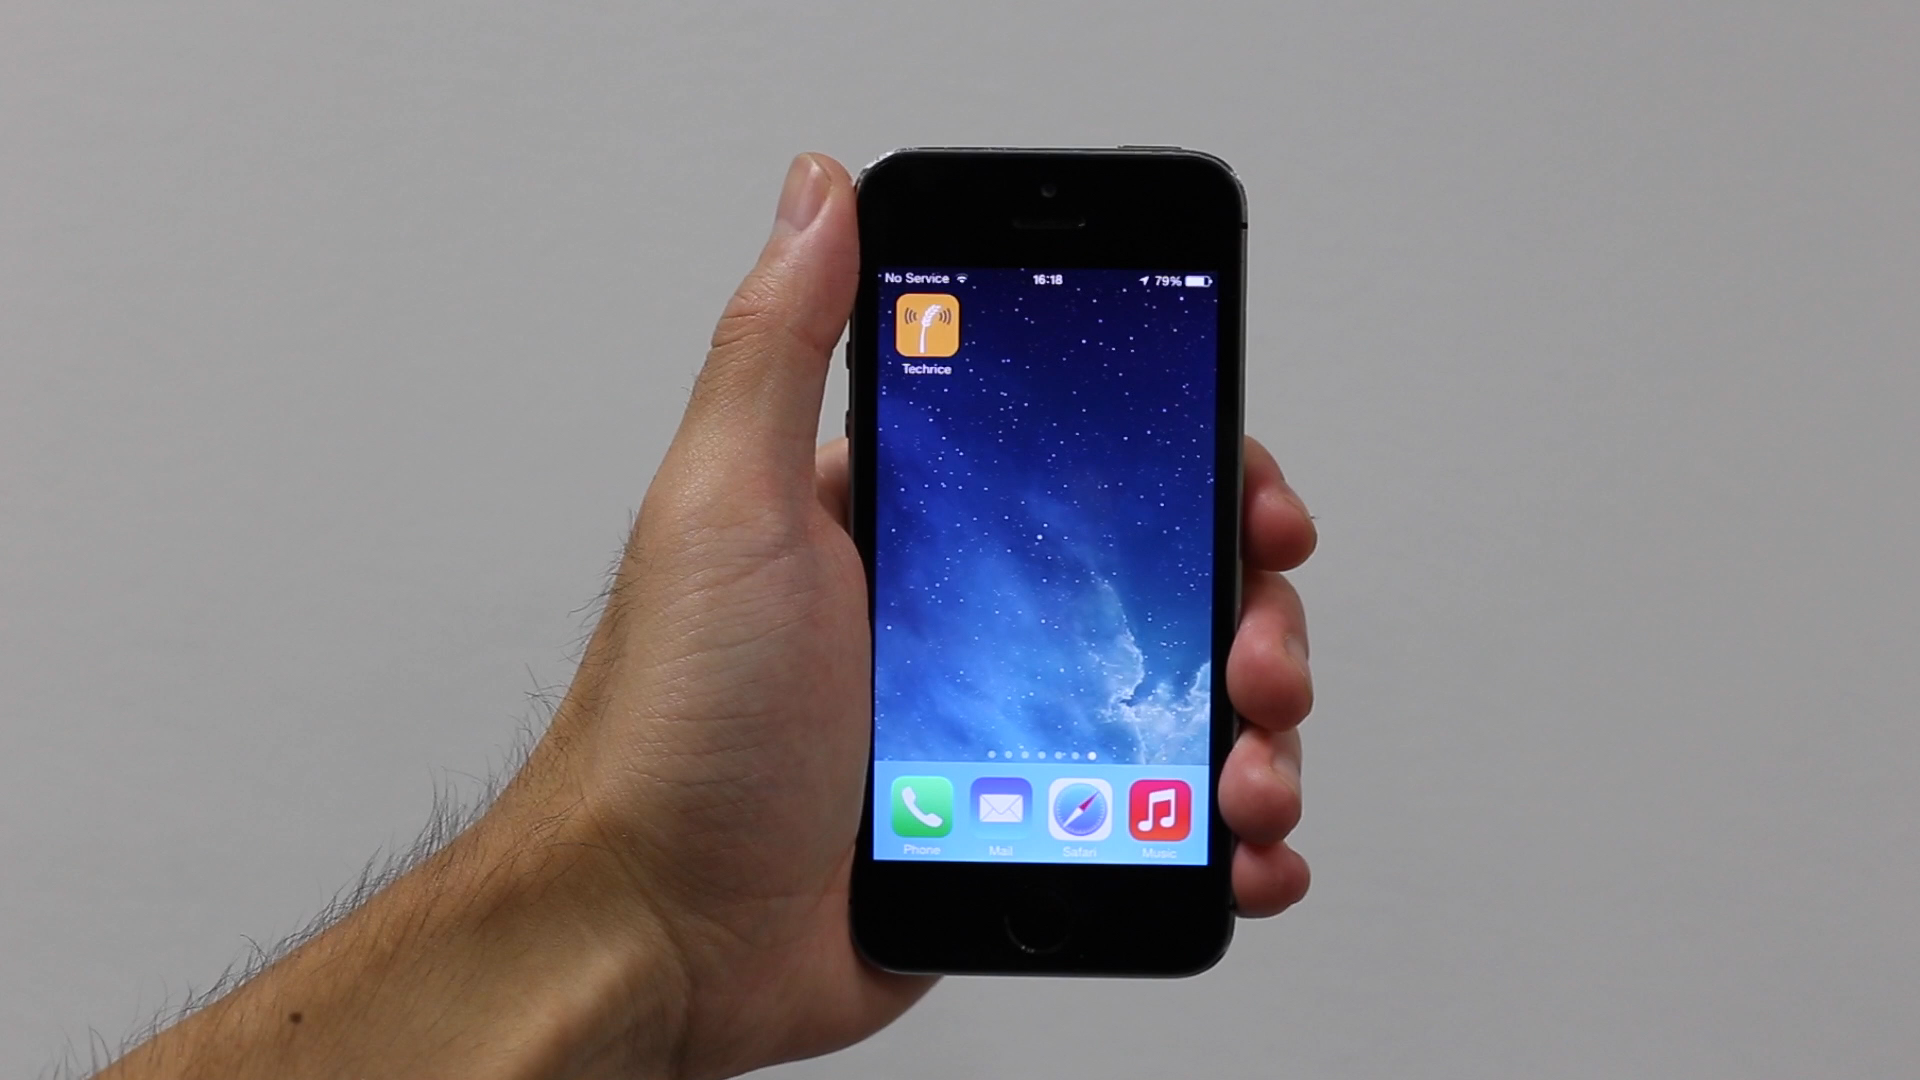 No Service 16:18 79%
Techrice
Phone Mail Safari Music